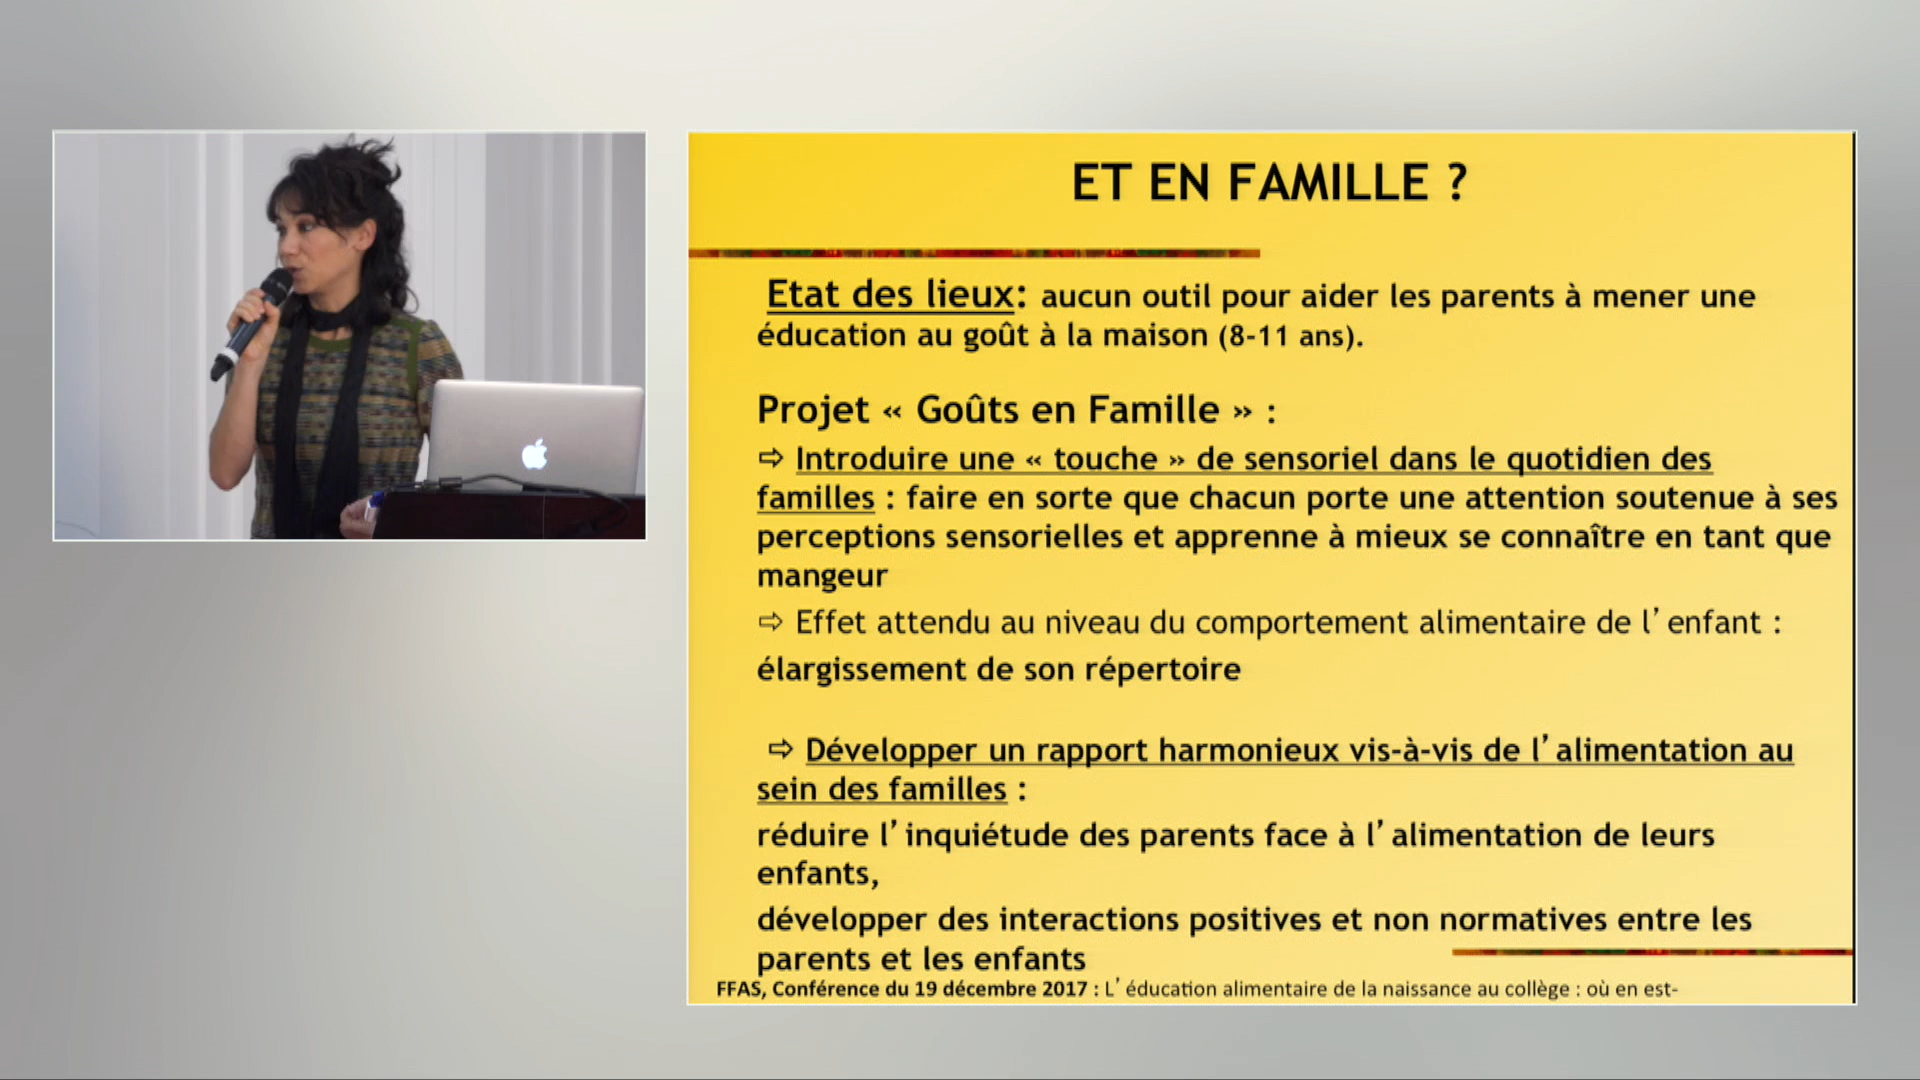 ET EN FAMILLE ?
Etat des lieux: aucun outil pour aider les parents à mener une
éducation au goût à la maison (8-11 ans).
Projet « Goûts en Famille » :
⇨ Introduire une « touche » de sensoriel dans le quotidien des
familles : faire en sorte que chacun porte une attention soutenue à ses
perceptions sensorielles et apprenne à mieux se connaître en tant que
mangeur
⇨ Effet attendu au niveau du comportement alimentaire de l’enfant :
élargissement de son répertoire
⇨ Développer un rapport harmonieux vis-à-vis de l’alimentation au
sein des familles :
réduire l’inquiétude des parents face à l’alimentation de leurs
enfants,
développer des interactions positives et non normatives entre les
parents et les enfants
FFAS, Conférence du 19 décembre 2017 : L’éducation alimentaire de la naissance au collège : où en est-